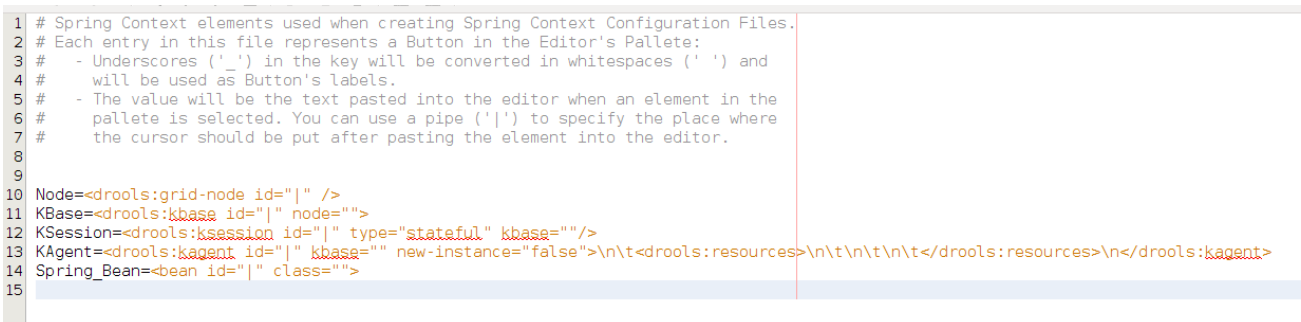 1 # Spring Context elements used when creating Spring Context Configuration Files.
2 # Each entry in this file represents a Button in the Editor's Pallete:
3 #   - Underscores ('_') in the key will be converted in whitespaces (' ') and
4 #     will be used as Button's labels.
5 #   - The value will be the text pasted into the editor when an element in the
6 #     pallete is selected. You can use a pipe ('|') to specify the place where
7 #     the cursor should be put after pasting the element into the editor.
8
9
10 Node=<drools:grid-node id="|" />
11 KBase=<drools:kbase id="|" node="">
12 KSession=<drools:ksession id="|" type="stateful" kbase=""/>
13 KAgent=<drools:kagent id="|" kbase="" new-instance="false">\n\t<drools:resources>\n\t\n\t\n\t</drools:resources>\n</drools:kagent>
14 Spring_Bean=<bean id="|" class="">
15